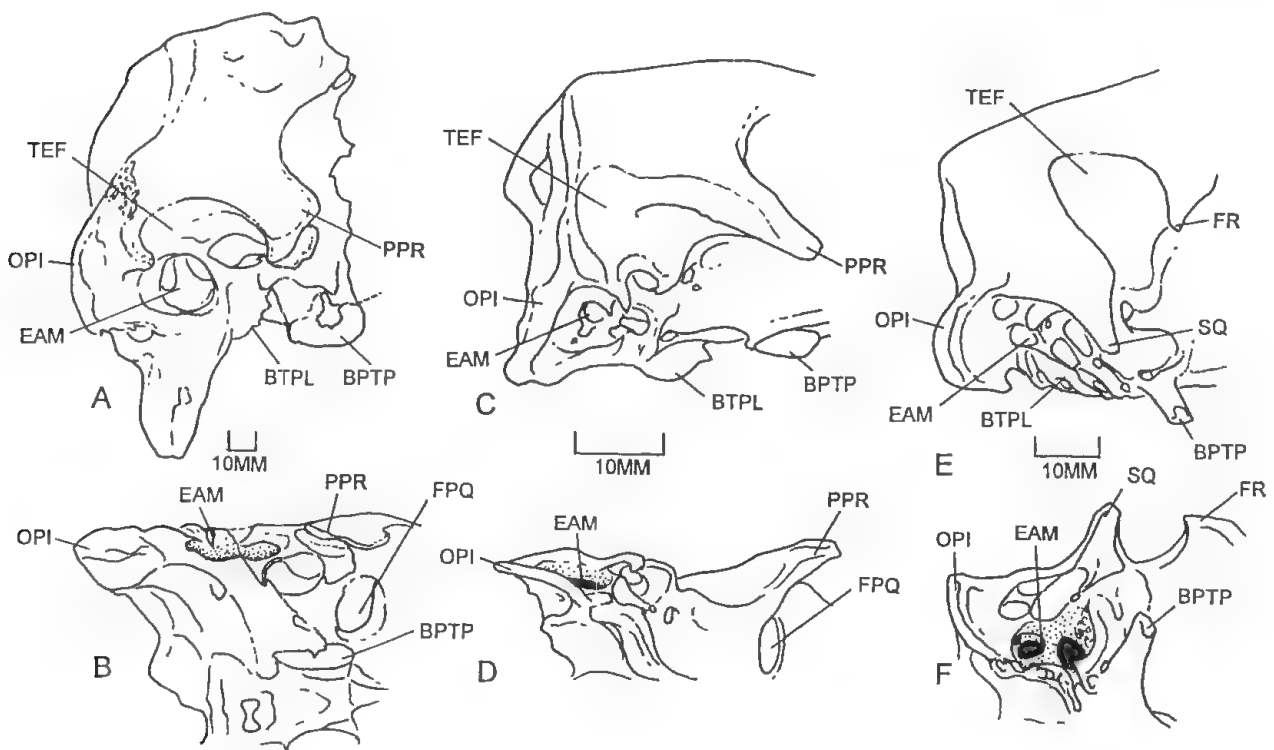 TEF
OPI
EAM
PPR
BTPL
BPTP
A
10MM
TEF
OPI
EAM
PPR
BTPL
BPTP
C
10MM
TEF
FR
OPI
SQ
EAM
BTPL
BPTP
E
10MM
EAM
PPR
FPQ
OPI
BPTP
B
EAM
PPR
OPI
FPQ
D
SQ
FR
OPI
EAM
BPTP
F